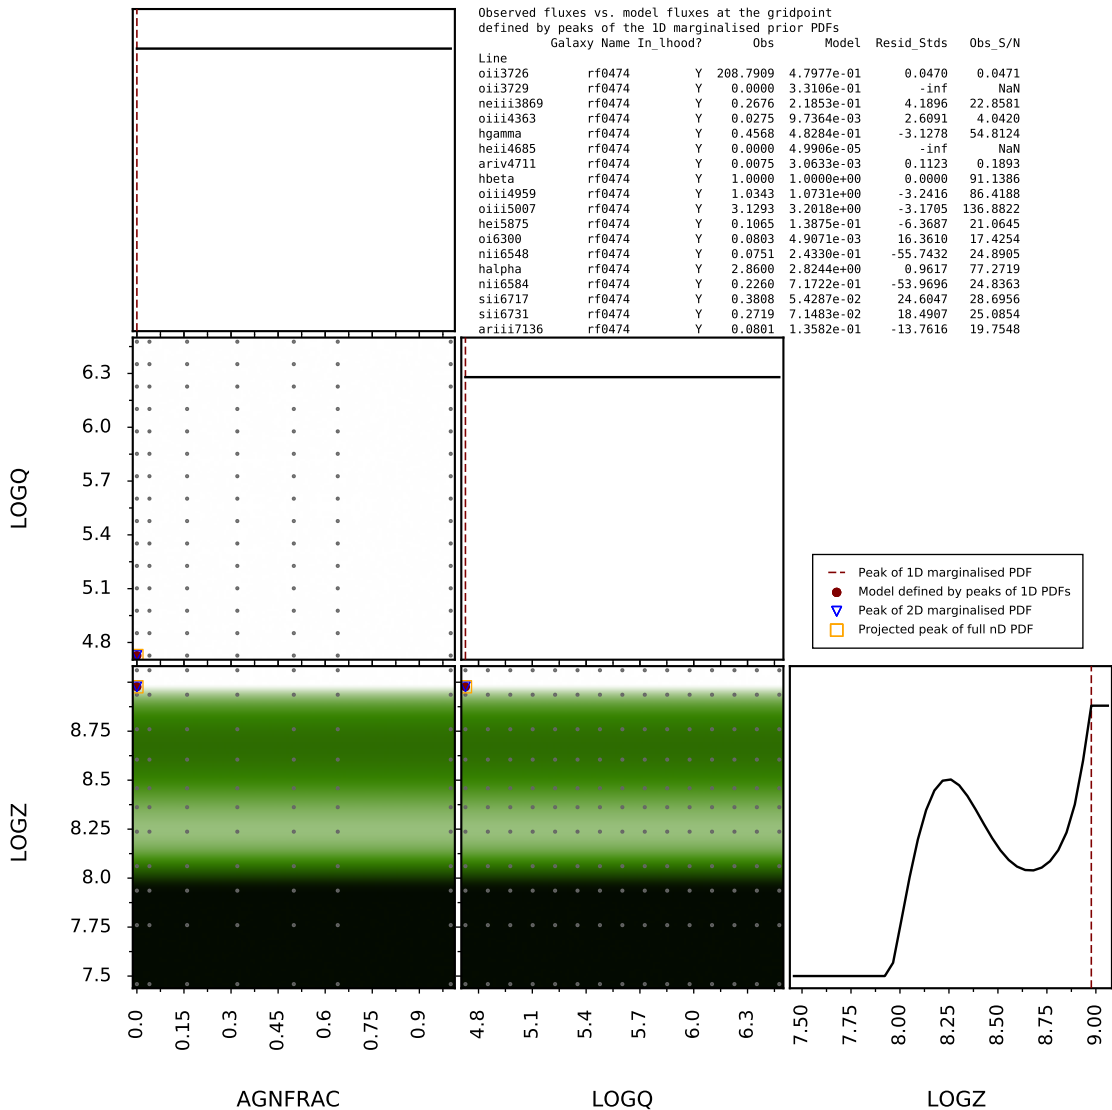 Observed fluxes vs. model fluxes at the gridpoint
defined by peaks of the 1D marginalised prior PDFs
Galaxy Name In_lhood? Obs Model Resid_Stds Obs_S/N
Line
oii3726 rf0474 Y 208.7909 4.7977e-01 0.0470 0.0471
oii3729 rf0474 Y 0.0000 3.3106e-01 -inf NaN
neiii3869 rf0474 Y 0.2676 2.1853e-01 4.1896 22.8581
oiii4363 rf0474 Y 0.0275 9.7364e-03 2.6091 4.0420
hgamma rf0474 Y 0.4568 4.8284e-01 -3.1278 54.8124
heii4685 rf0474 Y 0.0000 4.9906e-05 -inf NaN
ariv4711 rf0474 Y 0.0075 3.0633e-03 0.1123 0.1893
hbeta rf0474 Y 1.0000 1.0000e+00 0.0000 91.1386
oiii4959 rf0474 Y 1.0343 1.0731e+00 -3.2416 86.4188
oiii5007 rf0474 Y 3.1293 3.2018e+00 -3.1705 136.8822
hei5875 rf0474 Y 0.1065 1.3875e-01 -6.3687 21.0645
oi6300 rf0474 Y 0.0803 4.9071e-03 16.3610 17.4254
nii6548 rf0474 Y 0.0751 2.4330e-01 -55.7432 24.8905
halpha rf0474 Y 2.8600 2.8244e+00 0.9617 77.2719
nii6584 rf0474 Y 0.2260 7.1722e-01 -53.9696 24.8363
sii6717 rf0474 Y 0.3808 5.4287e-02 24.6047 28.6956
sii6731 rf0474 Y 0.2719 7.1483e-02 18.4907 25.0854
ariii7136 rf0474 Y 0.0801 1.3582e-01 -13.7616 19.7548
6.3
6.0
5.7
5.4
5.1
4.8
LOGQ
Peak of 1D marginalised PDF
Model defined by peaks of 1D PDFs
Peak of 2D marginalised PDF
Projected peak of full nD PDF
8.75
8.5
8.25
8.0
7.75
7.5
LOGZ
0.0 0.15 0.3 0.45 0.6 0.75 0.9
4.8 5.1 5.4 5.7 6.0 6.3
7.50 7.75 8.00 8.25 8.50 8.75 9.00
AGNFRAC LOGQ LOGZ